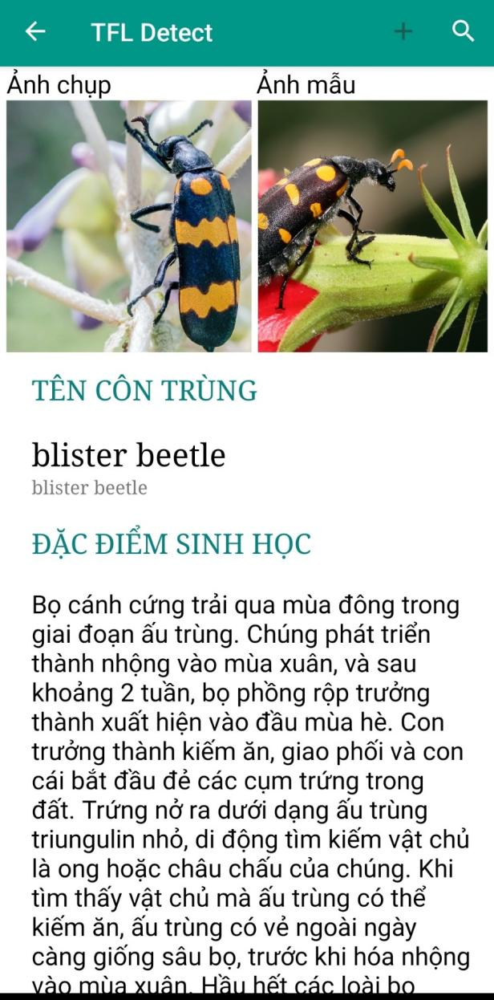 TFL Detect
Ảnh chụp
Ảnh mẫu
TÊN CÔN TRÙNG
blister beetle
blister beetle
ĐẶC ĐIỂM SINH HỌC
Bọ cánh cứng trải qua mùa đông trong
giai đoạn ấu trùng. Chúng phát triển
thành nhộng vào mùa xuân, và sau
khoảng 2 tuần, bọ phồng rộp trưởng
thành xuất hiện vào đầu mùa hè. Con
trưởng thành kiếm ăn, giao phối và con
cái bắt đầu đẻ các cụm trứng trong
đất. Trứng nở ra dưới dạng ấu trùng
triungulin nhỏ, di động tìm kiếm vật chủ
là ong hoặc châu chấu của chúng. Khi
tìm thấy vật chủ mà ấu trùng có thể
kiếm ăn, ấu trùng có vẻ ngoài ngày
càng giống sâu bọ, trước khi hóa nhộng
vào mùa xuân. Hầu hết các loài bọ